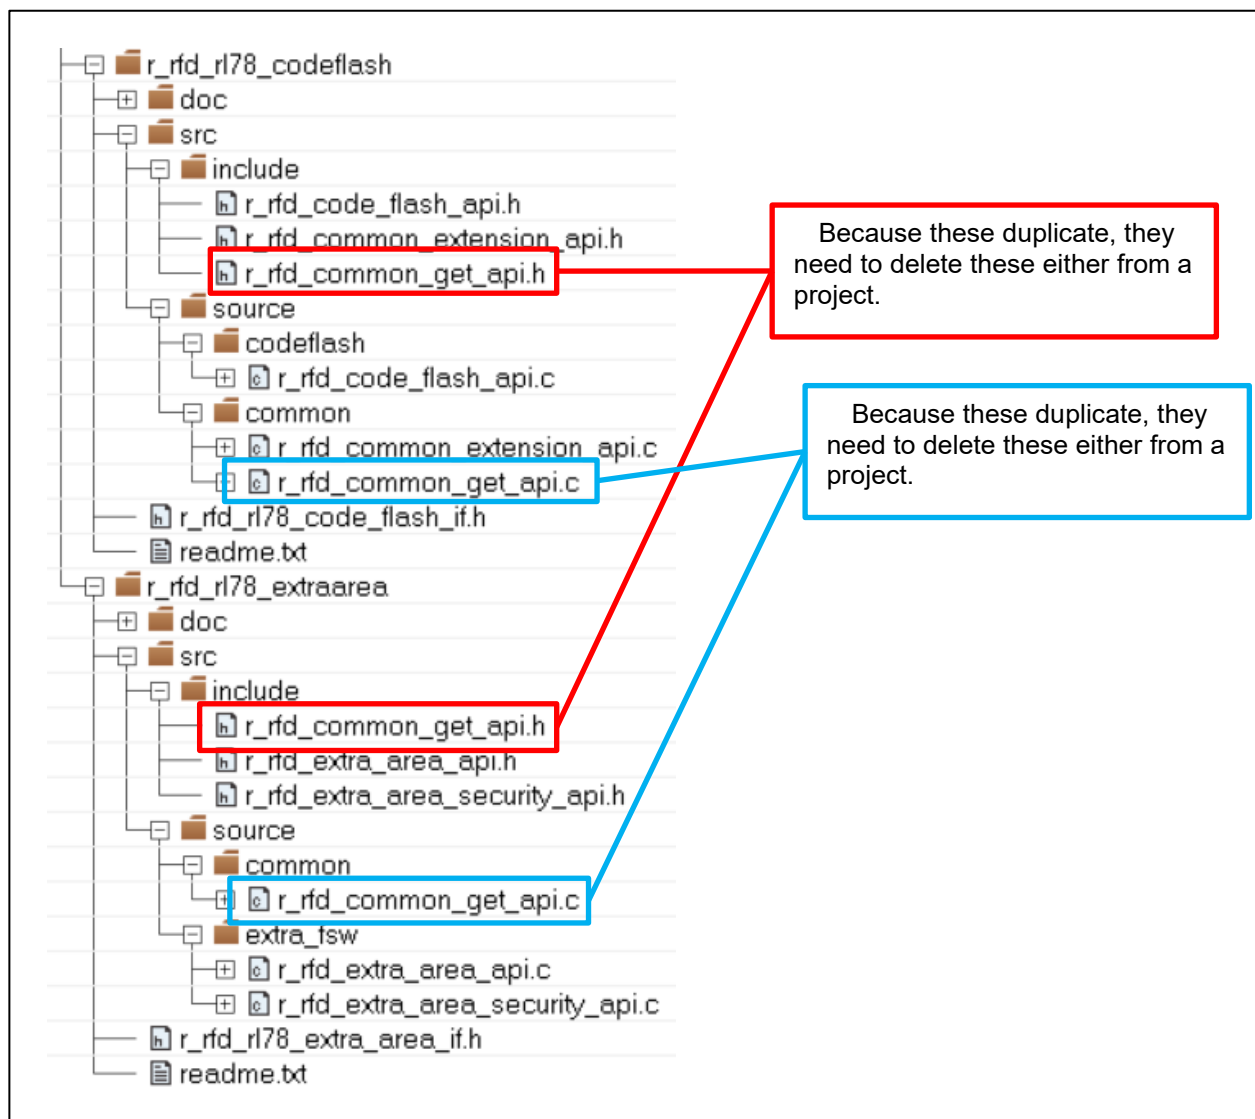 r_rfd_rl78_codeflash
doc
src
include
r_rfd_code_flash_api.h
r_rfd_common_extension_api.h
r_rfd_common_get_api.h
source
codeflash
r_rfd_code_flash_api.c
common
r_rfd_common_extension_api.c
r_rfd_common_get_api.c
r_rfd_rl78_code_flash_if.h
readme.txt
r_rfd_rl78_extraarea
doc
src
include
r_rfd_common_get_api.h
r_rfd_extra_area_api.h
r_rfd_extra_area_security_api.h
source
common
r_rfd_common_get_api.c
extra_fsw
r_rfd_extra_area_api.c
r_rfd_extra_area_security_api.c
r_rfd_rl78_extra_area_if.h
readme.txt
Because these duplicate, they
need to delete these either from a
project.
Because these duplicate, they
need to delete these either from a
project.